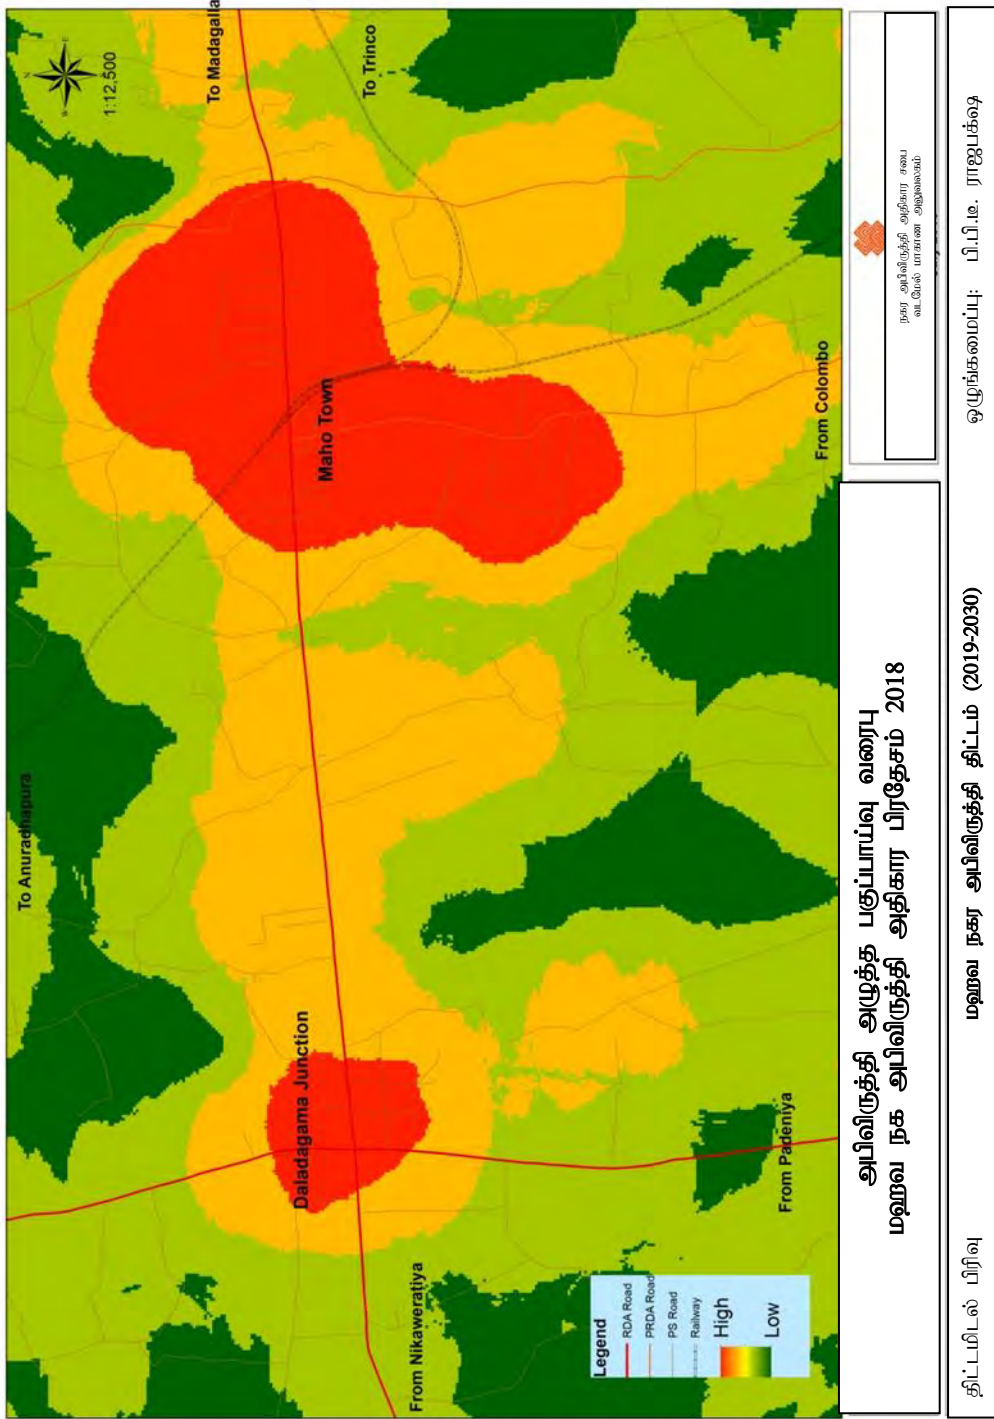 To Anuradhapura
N
E
W
1:12,500
To Madagalla
To Trinco
Maho Town
Daladagama Junction
From Nikaweratiya
From Padeniya
From Colombo
Legend
RDA Road
PRDA Road
PS Road
Railway
High
Low
அபிவிருத்தி அழுத்த பகுப்பாய்வு வரைபு
மஹவ நக அபிவிருத்தி அதிகார பிரதேசம் 2018
நகர அபிவிருத்தி அதிகார சபை
வடமேல் மாகாண அலுவலகம்
திட்டமிடல் பிரிவு
மஹவ நகர அபிவிருத்தி திட்டம் (2019-2030)
ஒழுங்கமைப்பு: பி.பி.டீ. ராஜபக்ஷ